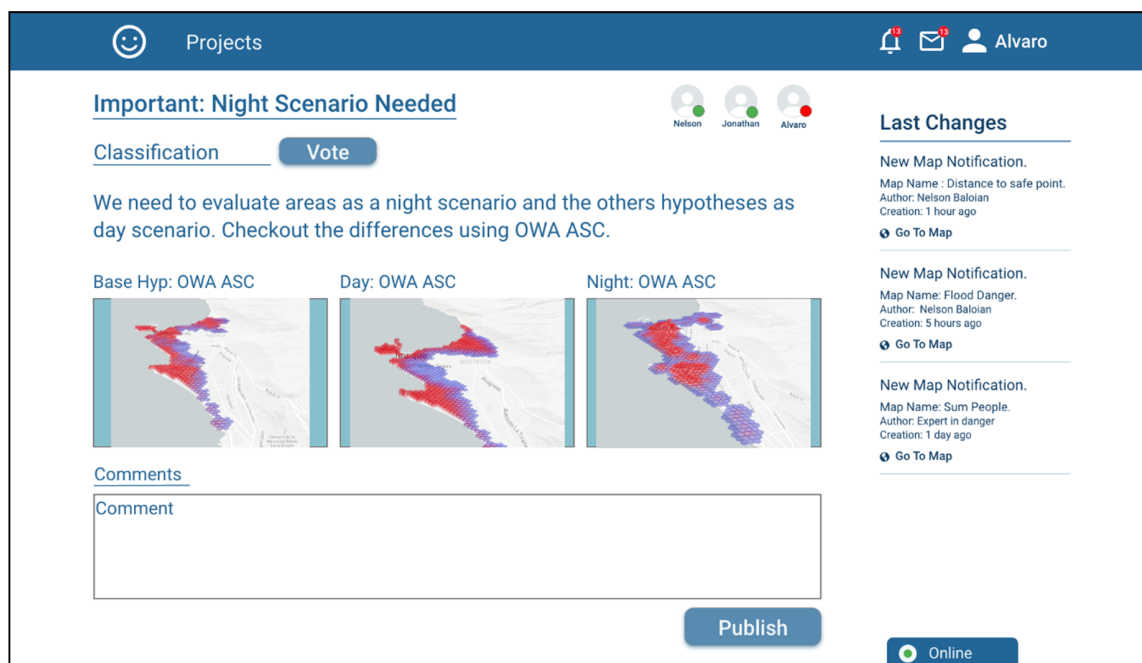 Projects
13
13
Alvaro
Important: Night Scenario Needed
Nelson
Jonathan
Alvaro
Classification
Vote
We need to evaluate areas as a night scenario and the others hypotheses as
day scenario. Checkout the differences using OWA ASC.
Base Hyp: OWA ASC
Day: OWA ASC
Night: OWA ASC
Comments
Comment
Publish
Last Changes
New Map Notification.
Map Name : Distance to safe point.
Author: Nelson Baloian
Creation: 1 hour ago
Go To Map
New Map Notification.
Map Name: Flood Danger.
Author: Nelson Baloian
Creation: 5 hours ago
Go To Map
New Map Notification.
Map Name: Sum People.
Author: Expert in danger
Creation: 1 day ago
Go To Map
Online